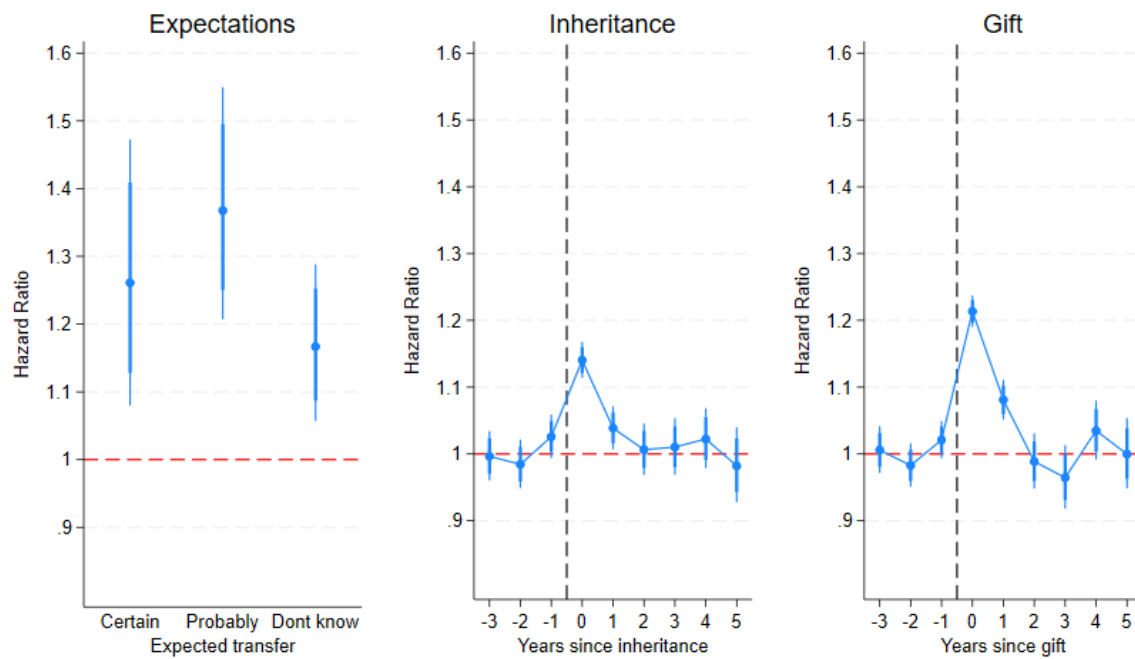 Expectations
Hazard Ratio
1.6
1.5
1.4
1.3
1.2
1.1
1
.9
Certain Probably Dont know
Expected transfer
Inheritance
Hazard Ratio
1.6
1.5
1.4
1.3
1.2
1.1
1
.9
-3 -2 -1 0 1 2 3 4 5
Years since inheritance
Gift
Hazard Ratio
1.6
1.5
1.4
1.3
1.2
1.1
1
.9
-3 -2 -1 0 1 2 3 4 5
Years since gift